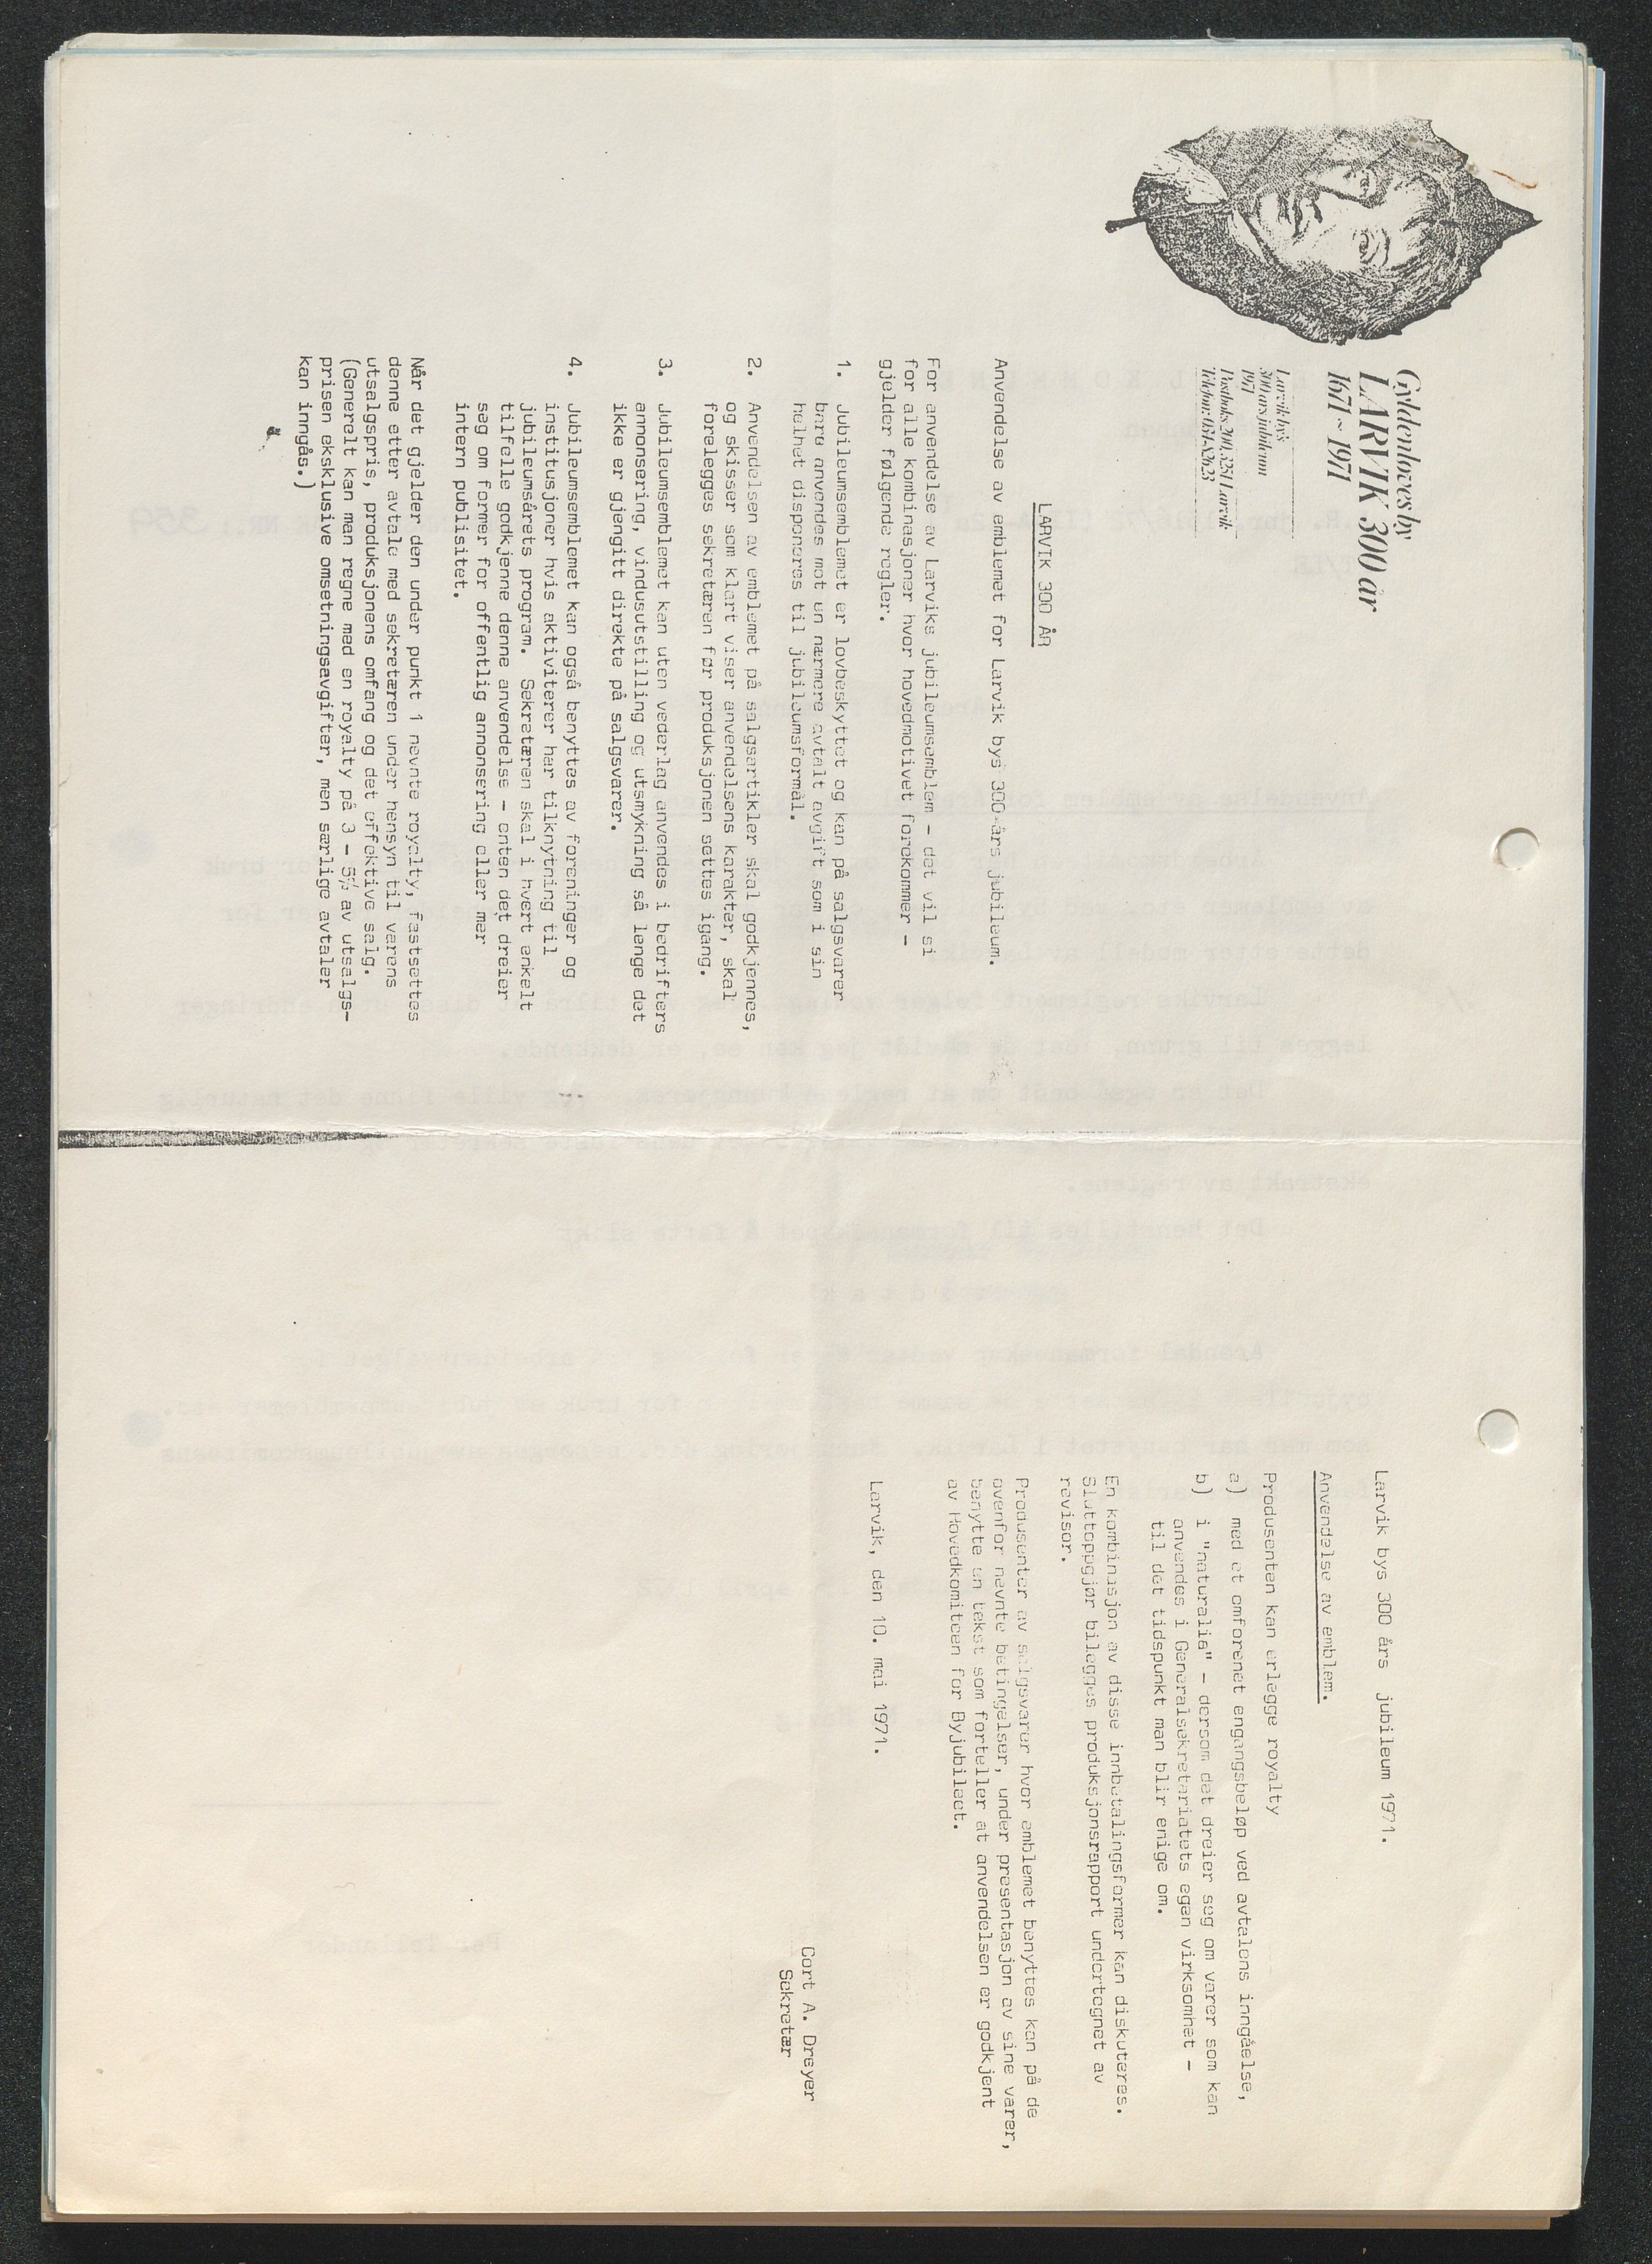 Gyldenløves by
LARVIK 300 år
1671 ~ 1971
Larvik bys
300 års jubileum
1971
Postboks 200, 3251 Larvik
Telefon: 034-82623
LARVIK 300 ÅR
Anvendelse av emblemet for Larvik bys 300-års jubileum.
For anvendelse av Larviks jubileumsemblem - det vil si
for alle kombinasjoner hvor hovedmotivet forekommer -
gjelder følgende regler.
1. Jubileumsemblemet er lovbeskyttet og kan på salgsvarer
bare anvendes mot en nærmere avtalt avgift som i sin
helhet disponeres til jubileumsformål.
2. Anvendelsen av emblemet på salgsartikler skal godkjennes,
og skisser som klart viser anvendelsens karakter, skal
forelegges sekretæren før produksjonen settes igang.
3. Jubileumsemblemet kan uten vederlag anvendes i bedrifters
annonsering, vindusutstilling og utsmykning så lenge det
ikke er gjengitt direkte på salgsvarer.
4. Jubileumsemblemet kan også benyttes av foreninger og
institusjoner hvis aktiviterer har tilknytning til
jubileumsårets program. Sekretæren skal i hvert enkelt
tilfelle godkjenne denne anvendelse - enten det dreier
seg om former for offentlig annonsering eller mer
intern publisitet.
Når det gjelder den under punkt 1 nevnte royalty, fastsettes
denne etter avtale med sekretæren under hensyn til varens
utsalgspris, produksjonens omfang og det effektive salg.
(Generelt kan man regne med en royalty på 3 - 5% av utsalgs-
prisen eksklusive omsetningsavgifter, men særlige avtaler
kan inngås.)
Larvik bys 300 års jubileum 1971.
Anvendelse av emblem.
Produsenten kan erlegge royalty
a) med et omforenet engangsbeløp ved avtalens inngåelse,
b) i "naturalia" - dersom det dreier seg om varer som kan
anvendes i Generalsekretariatets egen virksomhet -
til det tidspunkt man blir enige om.
En kombinasjon av disse innbetalingsformer kan diskuteres.
Sluttoppgjør bilegges produksjonsrapport undertegnet av
revisor.
Produsenter av salgsvarer hvor emblemet benyttes kan på de
ovenfor nevnte betingelser, under presentasjon av sine varer,
benytte en tekst som forteller at anvendelsen er godkjent
av Hovedkomiteen for Byjubileet.
Larvik, den 10. mai 1971.
Cort A. Dreyer
Sekretær